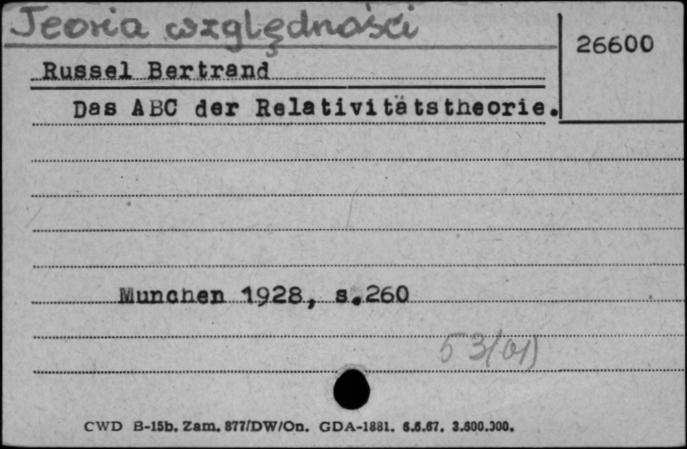 Teoria względności
26600
Russel Bertrand
Das ABC der Relativitätstheorie.
Munchen 1928, s.260
53(01)
CWD B-15b. Zam. 877/DW/On. GDA-1881. 6.6.67. 3.600.000.